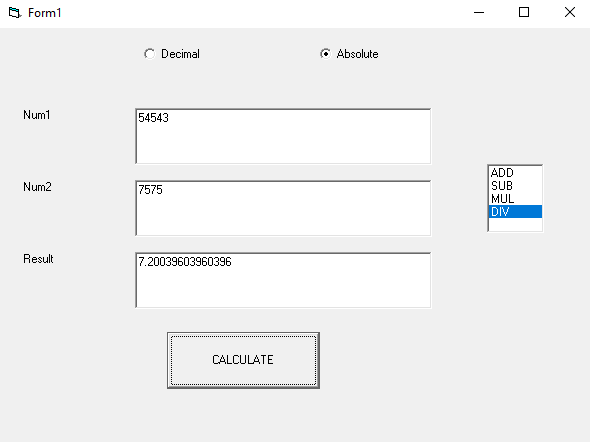 Form1
Decimal
Absolute
Num1
54543
Num2
7575
ADD
SUB
MUL
DIV
Result
7.20039603960396
CALCULATE